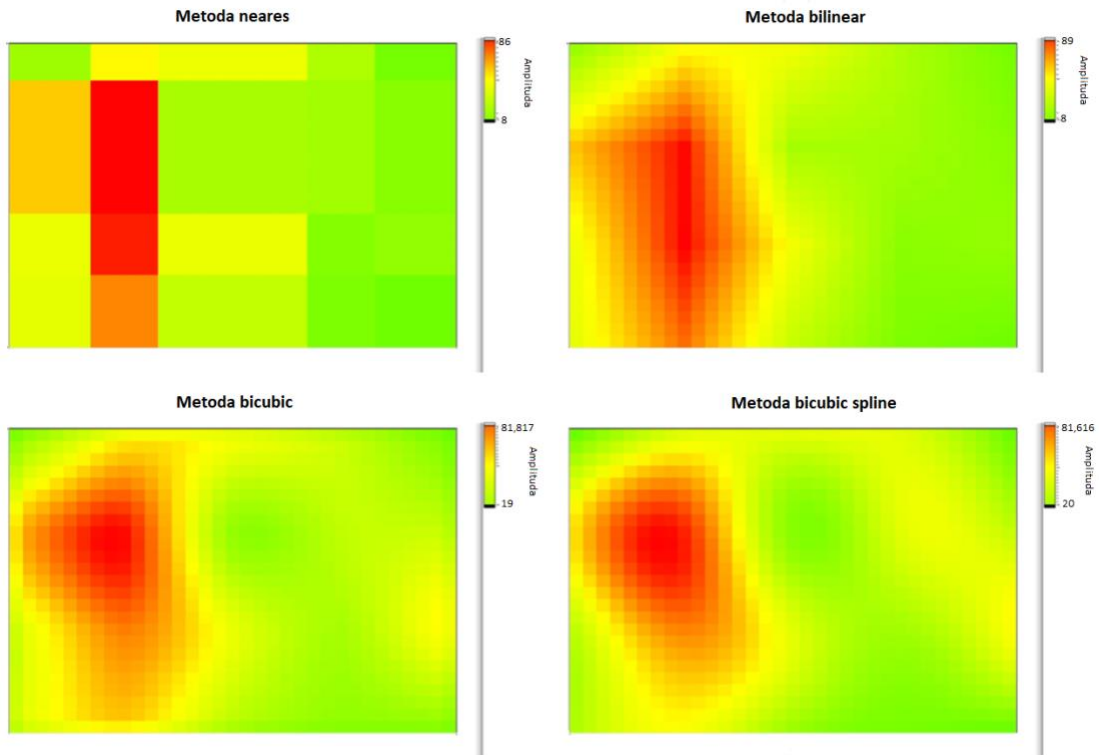 Metoda neares
86
Amplituda
8
Metoda bilinear
89
Amplituda
8
Metoda bicubic
81,817
Amplituda
19
Metoda bicubic spline
81,616
Amplituda
20